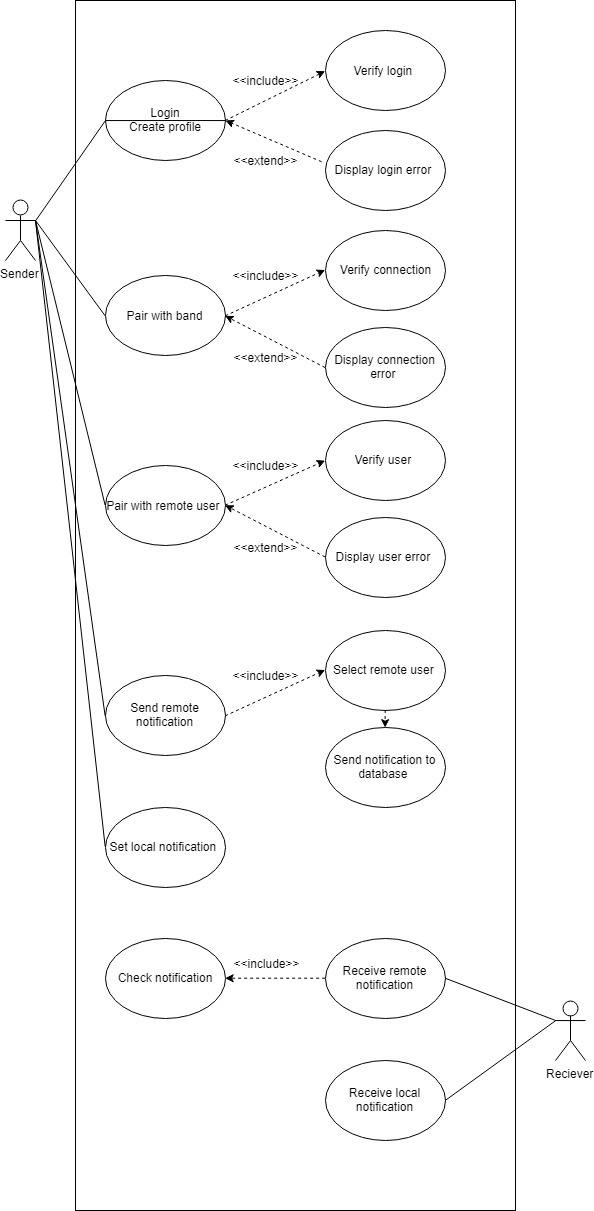 <<include>>
Verify login
Login
Create profile
<<extend>>
Display login error
Sender
<<include>>
Verify connection
Pair with band
<<extend>>
Display connection
error
<<include>>
Verify user
Pair with remote user
<<extend>>
Display user error
<<include>>
Select remote user
Send remote
notification
Send notification to
database
Set local notification
<<include>>
Check notification
Receive remote
notification
Reciever
Receive local
notification